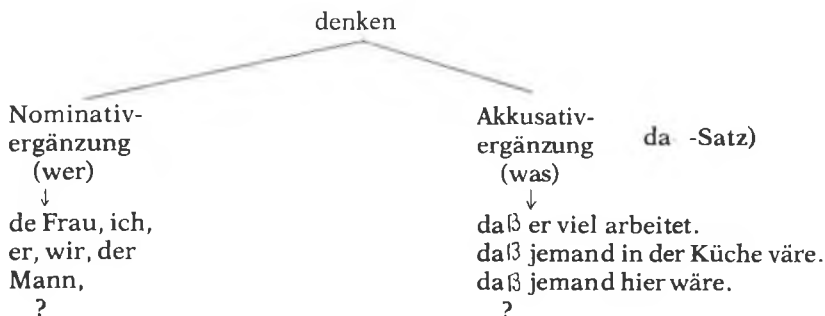 denken
Nominativ-
ergänzung
(wer)
↓
de Frau, ich,
er, wir, der
Mann,
?
Akkusativ-
ergänzung
(was)
da -Satz)
↓
daß er viel arbeitet.
daß jemand in der Küche väre.
daß jemand hier wäre.
?